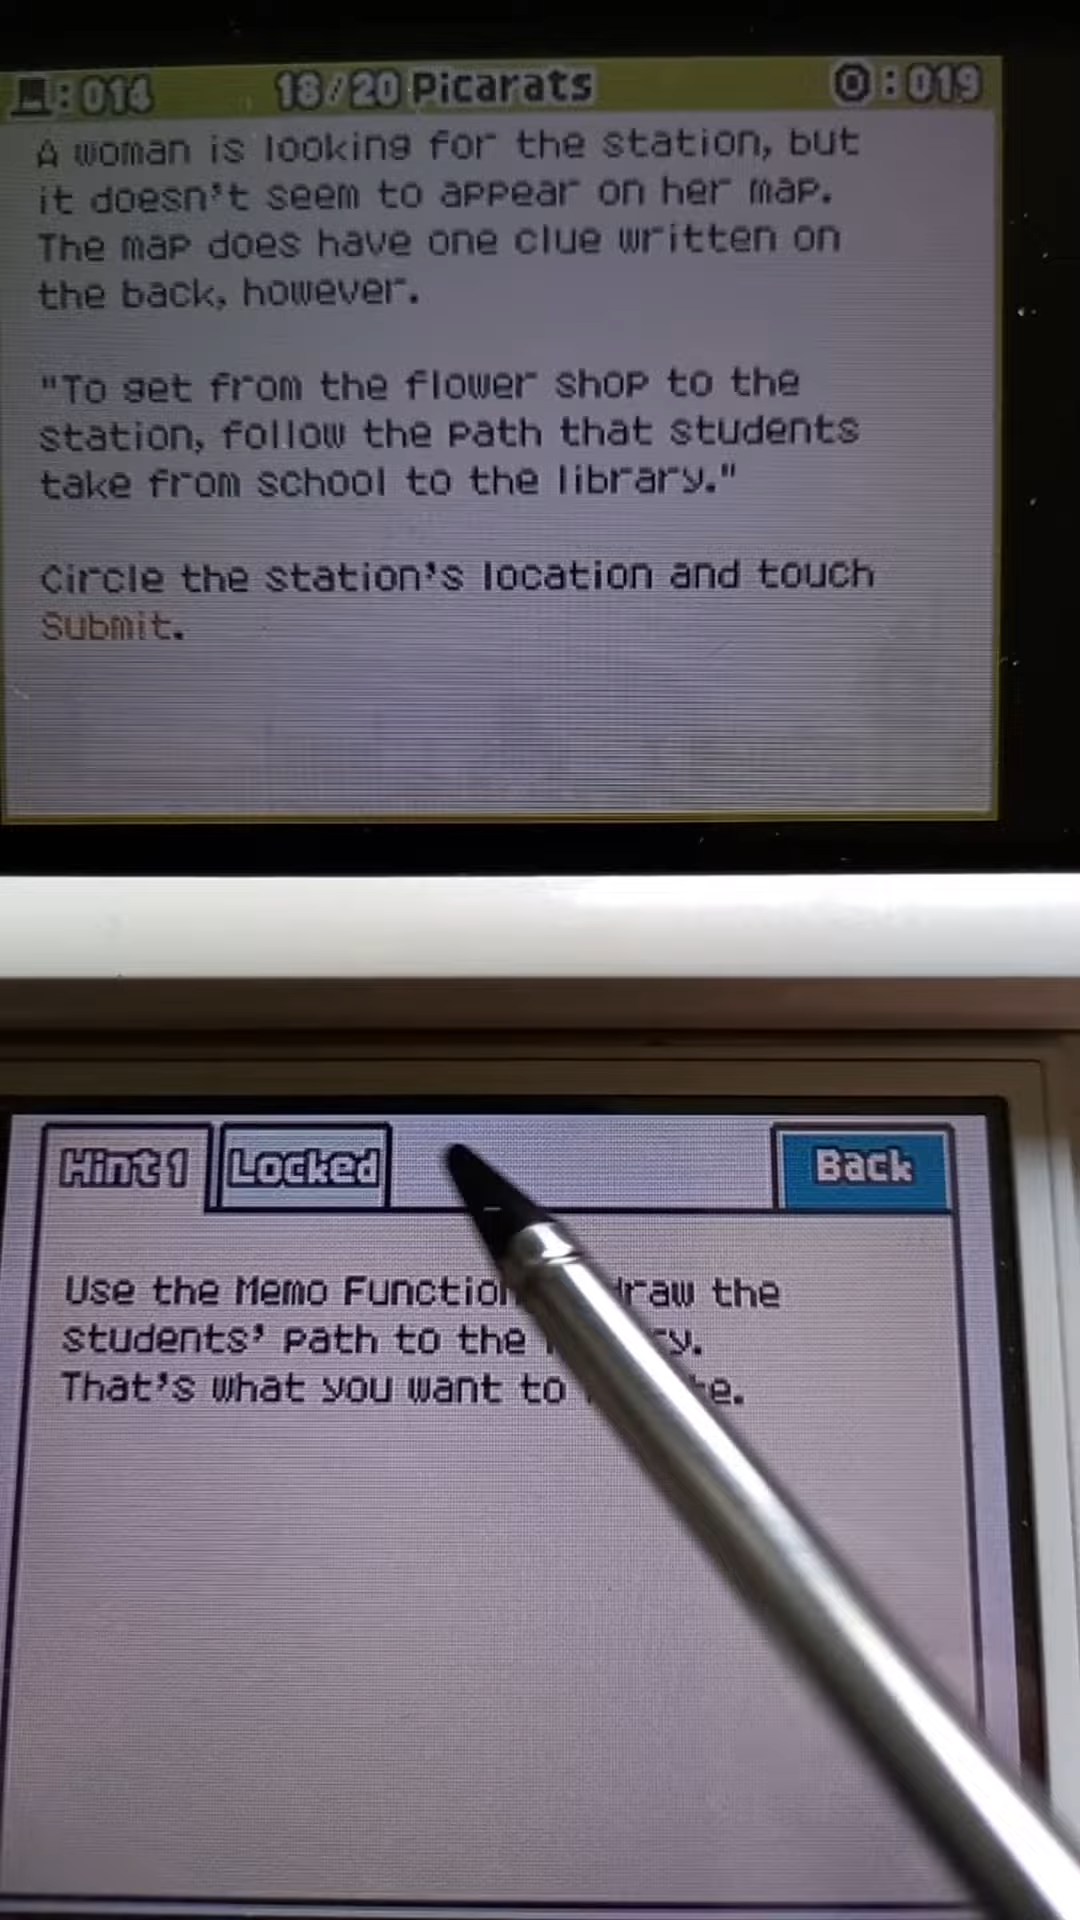 :014 18/20 Picarats :019
A woman is looking for the station, but
it doesn't seem to appear on her map.
The map does have one clue written on
the back, however.
"To get from the flower shop to the
station, follow the path that students
take from school to the library."
Circle the station's location and touch
Submit.
Hint1 Locked Back
Use the Memo Function draw the
students' path to the
That's what you want to